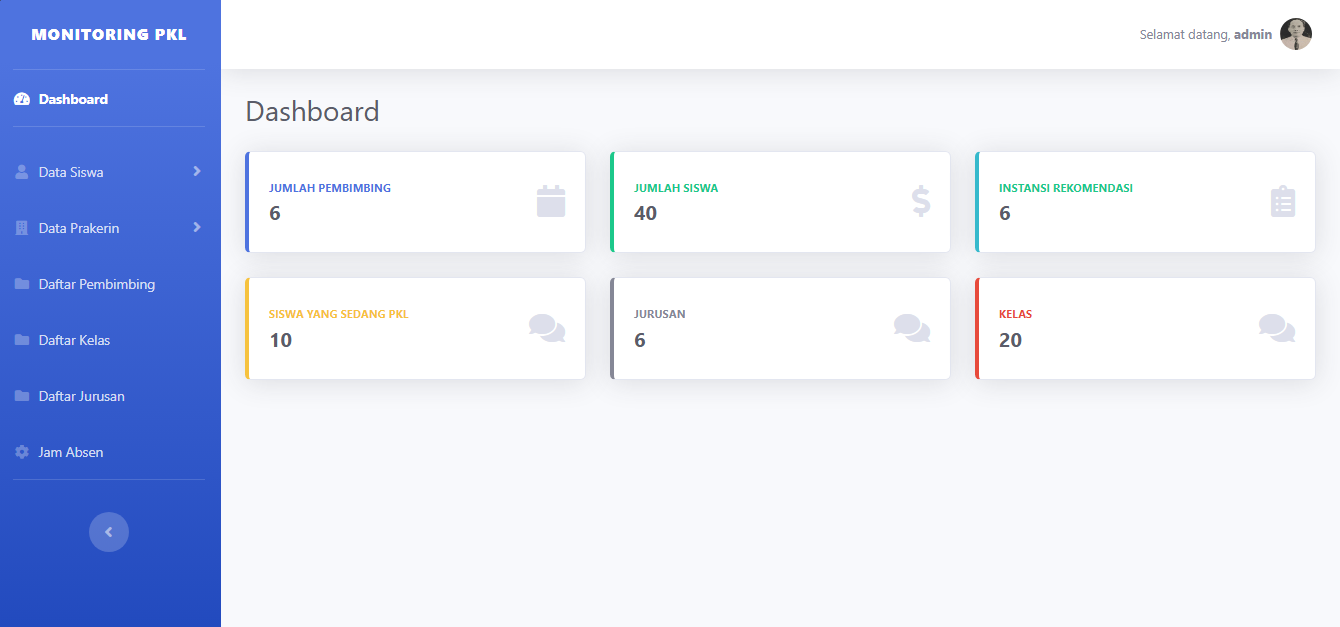 MONITORING PKL
Selamat datang, admin
Dashboard
Data Siswa
Data Prakerin
Daftar Pembimbing
Daftar Kelas
Daftar Jurusan
Jam Absen
Dashboard
JUMLAH PEMBIMBING
6
JUMLAH SISWA
40
INSTANSI REKOMENDASI
6
SISWA YANG SEDANG PKL
10
JURUSAN
6
KELAS
20